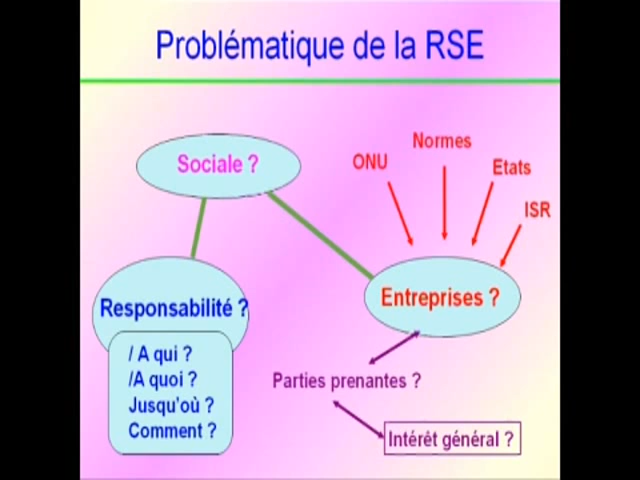 Problématique de la RSE
Normes
ONU
Etats
Sociale ?
ISR
Entreprises ?
Responsabilité ?
/ A qui ?
/A quoi ?
Jusqu'où ?
Comment ?
Parties prenantes ?
Intérêt général ?